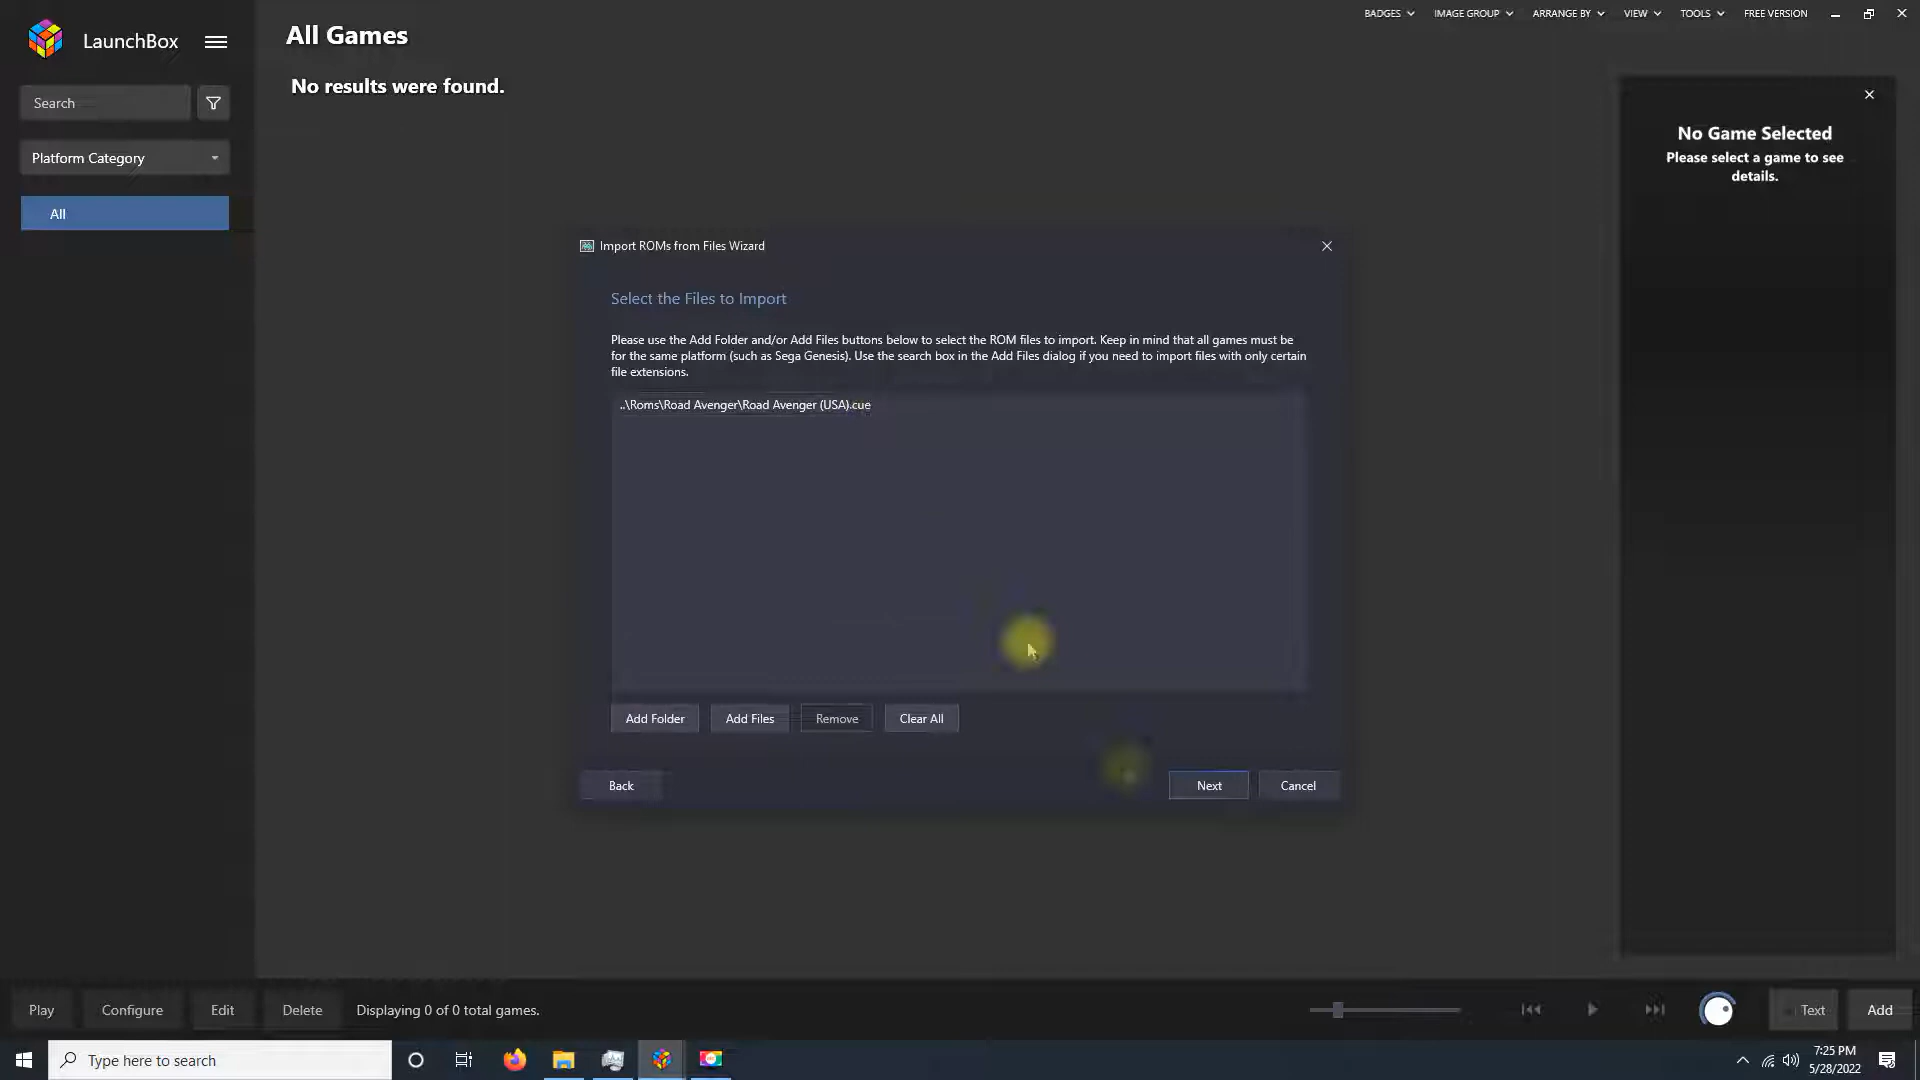 LaunchBox
All Games
BADGES
IMAGE GROUP
ARRANGE BY
VIEW
TOOLS
FREE VERSION
No results were found.
Search
Platform Category
All
No Game Selected
Please select a game to see
details.
Import ROMs from Files Wizard
Select the Files to Import
Please use the Add Folder and/or Add Files buttons below to select the ROM files to import. Keep in mind that all games must be
for the same platform (such as Sega Genesis). Use the search box in the Add Files dialog if you need to import files with only certain
file extensions.
..\Roms\Road Avenger\Road Avenger (USA).cue
Add Folder
Add Files
Remove
Clear All
Back
Next
Cancel
Play
Configure
Edit
Delete
Displaying 0 of 0 total games.
Text
Add
Type here to search
7:25 PM
5/28/2022